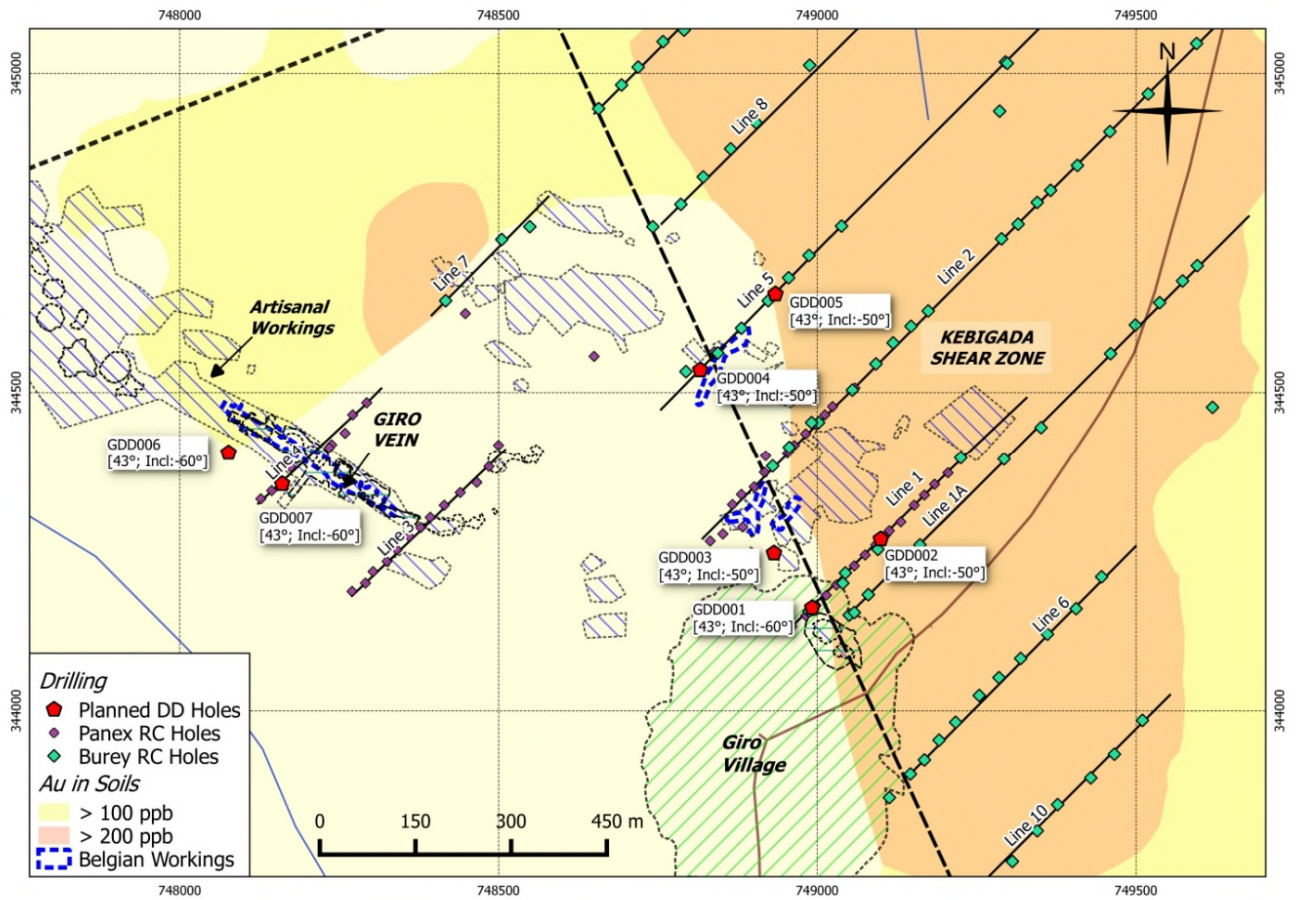 748000
748500
749000
749500
345000
345000
N
Line 8
Line 2
Line 7
Line 5
Artisanal
Workings
GDD005
[43°; Incl:-50°]
KEBIGADA
SHEAR ZONE
3445500
3445500
GDD004
[43°; Incl:-50°]
GIRO
VEIN
GDD006
[43°; Incl:-60°]
Line 4
Line 1
Line 1A
GDD007
[43°; Incl:-60°]
Line 3
GDD003
[43°; Incl:-50°]
GDD002
[43°; Incl:-50°]
GDD001
[43°; Incl:-60°]
Line 6
Drilling
Planned DD Holes
Panex RC Holes
Burey RC Holes
Au in Soils
> 100 ppb
> 200 ppb
Belgian Workings
344000
344000
Giro
Village
0 150 300 450 m
Line 10
748000
748500
749000
749500